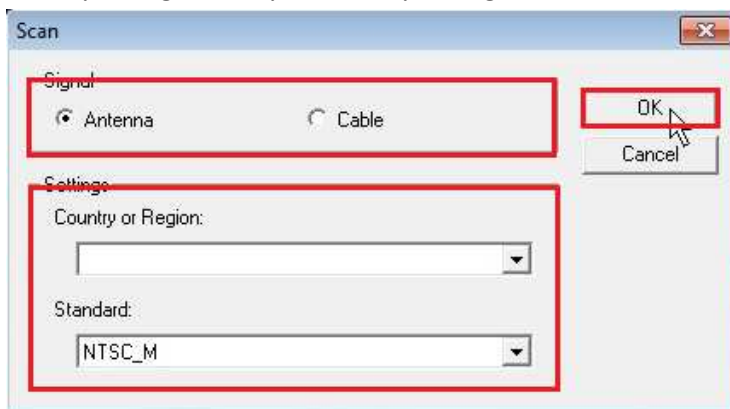 Scan
Signal
Antenna
Cable
OK
Cancel
Settings
Country or Region:
Standard:
NTSC_M